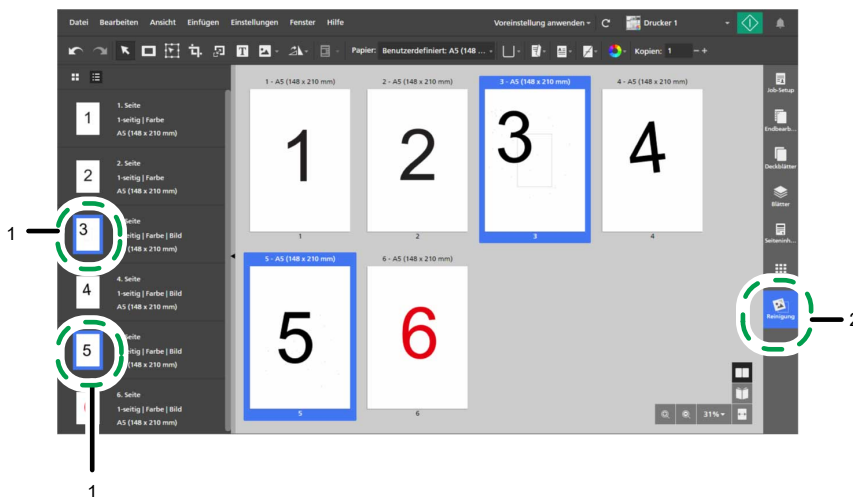 Datei Bearbeiten Ansicht Einfügen Einstellungen Fenster Hilfe Voreinstellung anwenden Drucker 1
Papier: Benutzerdefiniert: A5 (148 ... Kopien: 1 - +
1
1. Seite
1-seitig | Farbe
A5 (148 x 210 mm)
2
2. Seite
1-seitig | Farbe
A5 (148 x 210 mm)
1
3
Seite
eitig | Farbe | Bild
(148 x 210 mm)
4
4. Seite
1-seitig | Farbe | Bild
A5 (148 x 210 mm)
5
Seite
eitig | Farbe | Bild
(148 x 210 mm)
6. Seite
1-seitig | Farbe | Bild
A5 (148 x 210 mm)
1
1 - A5 (148 x 210 mm) 2 - A5 (148 x 210 mm) 3 - A5 (148 x 210 mm) 4 - A5 (148 x 210 mm)
1 2 3 4
1 2 3 4
5 - A5 (148 x 210 mm) 6 - A5 (148 x 210 mm)
5 6
5 6
31%
Job-Setup
Endbearb...
Deckblätter
Blätter
Seiteninh...
Reinigung
2